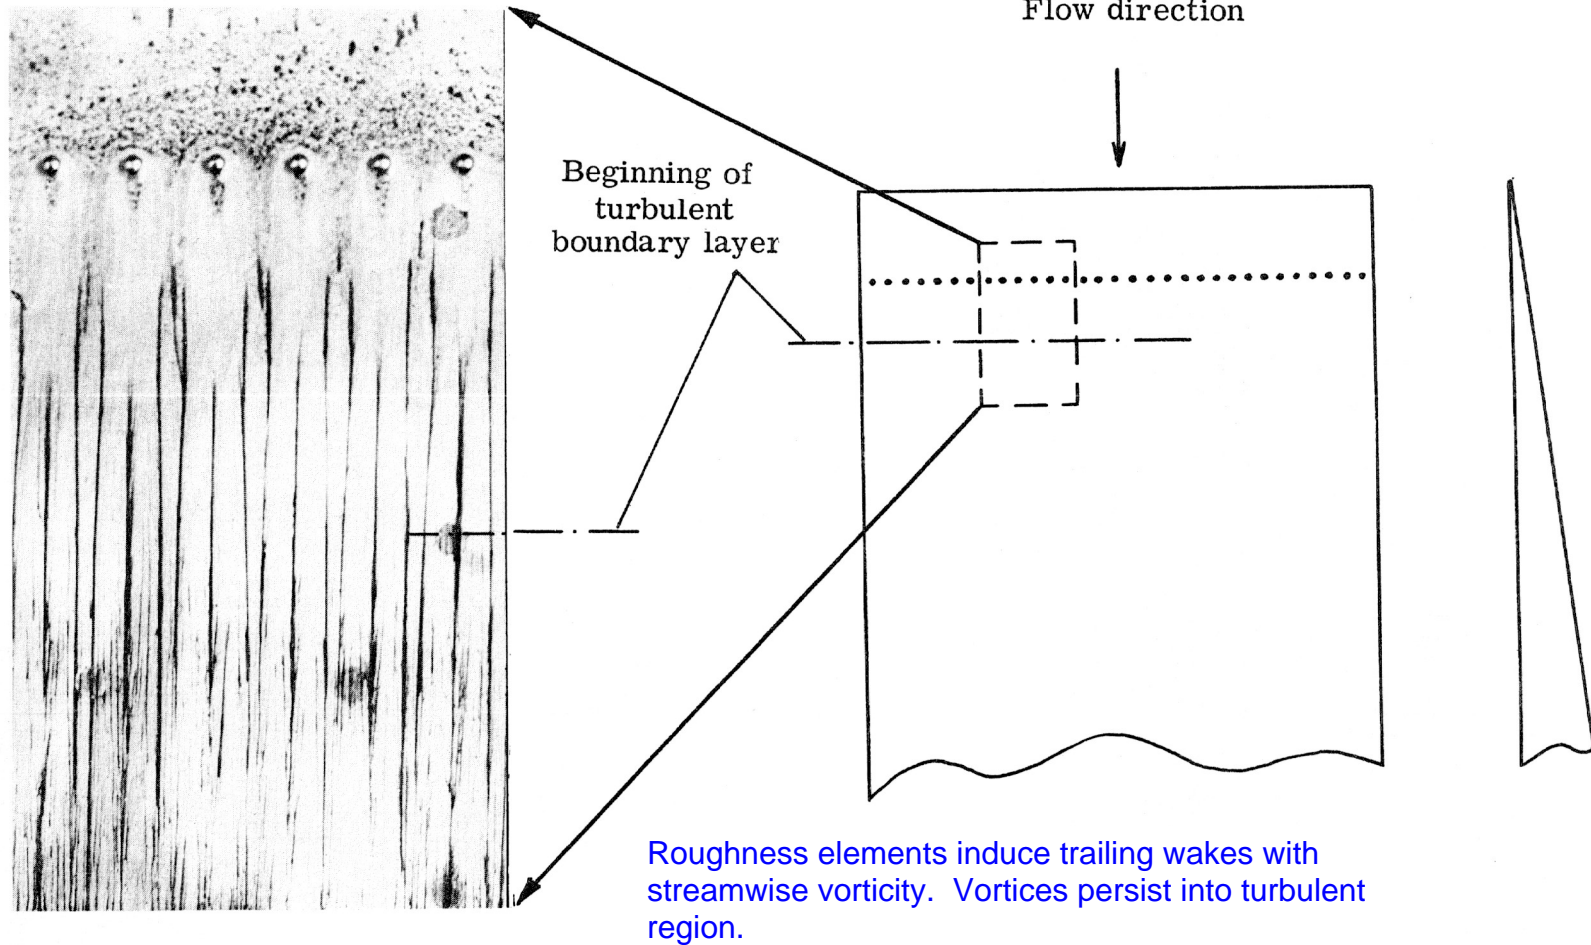 Flow direction
Beginning of
turbulent
boundary layer
Roughness elements induce trailing wakes with
streamwise vorticity.  Vortices persist into turbulent
region.